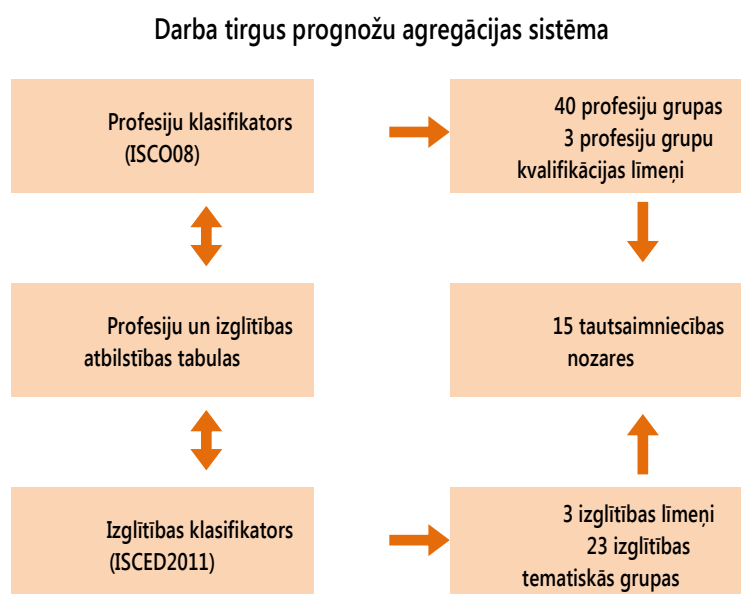 Darba tirgus prognožu agregācijas sistēma
Profesiju klasifikators
(ISCO08)
40 profesiju grupas
3 profesiju grupu
kvalifikācijas līmeņi
Profesiju un izglītības
atbilstības tabulas
15 tautsaimniecības
nozares
Izglītības klasifikators
(ISCED2011)
3 izglītības līmeņi
23 izglītības
tematiskās grupas